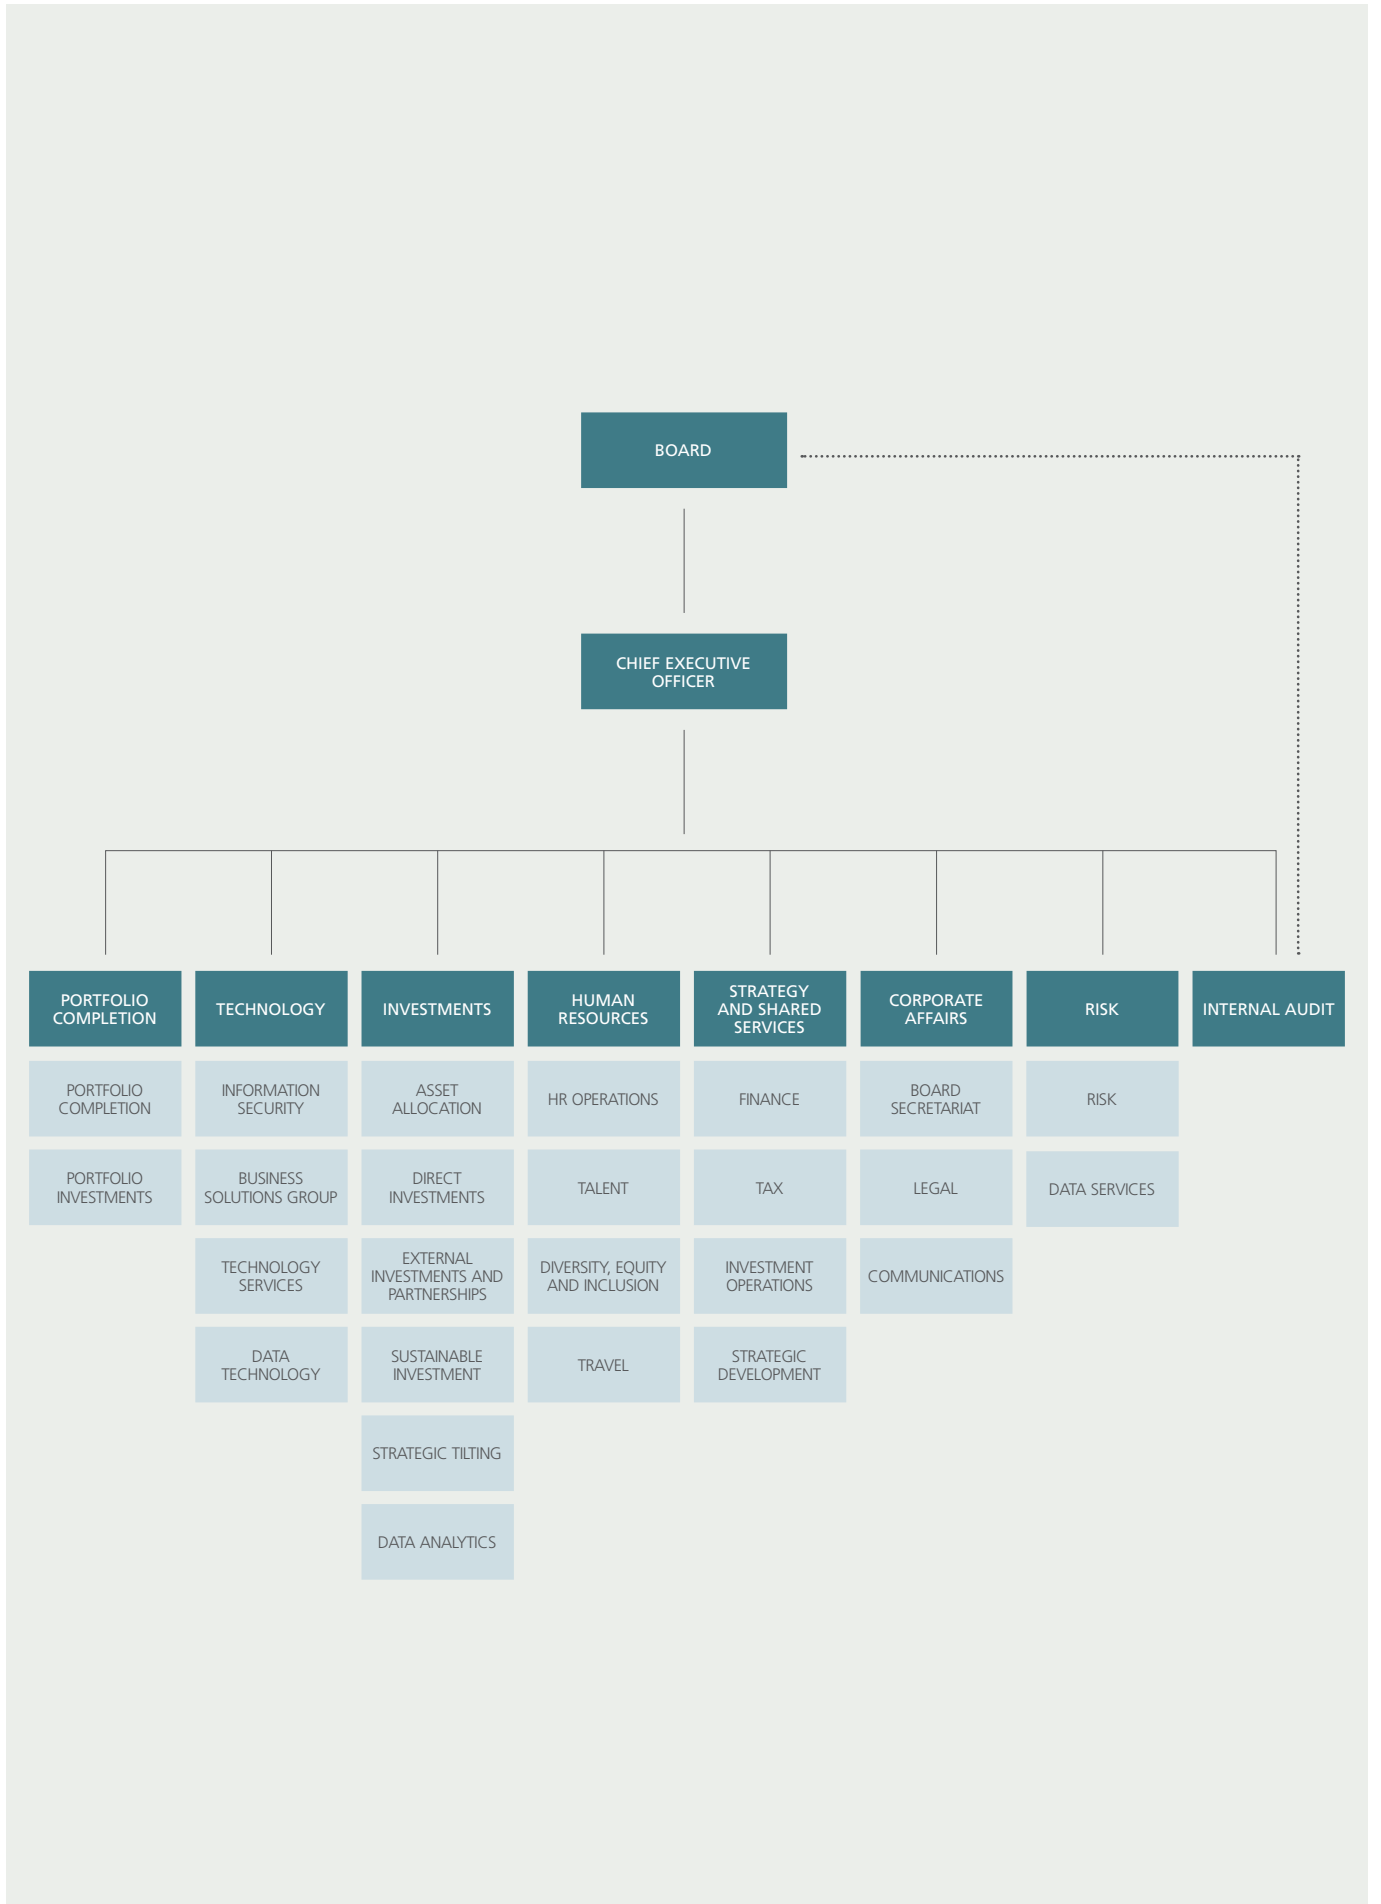 BOARD
CHIEF EXECUTIVE
OFFICER
PORTFOLIO
COMPLETION
TECHNOLOGY
INVESTMENTS
HUMAN
RESOURCES
STRATEGY
AND SHARED
SERVICES
CORPORATE
AFFAIRS
RISK
INTERNAL AUDIT
PORTFOLIO
COMPLETION
INFORMATION
SECURITY
ASSET
ALLOCATION
HR OPERATIONS
FINANCE
BOARD
SECRETARIAT
RISK
PORTFOLIO
INVESTMENTS
BUSINESS
SOLUTIONS GROUP
DIRECT
INVESTMENTS
TALENT
TAX
LEGAL
DATA SERVICES
TECHNOLOGY
SERVICES
EXTERNAL
INVESTMENTS AND
PARTNERSHIPS
DIVERSITY, EQUITY
AND INCLUSION
INVESTMENT
OPERATIONS
COMMUNICATIONS
DATA
TECHNOLOGY
SUSTAINABLE
INVESTMENT
TRAVEL
STRATEGIC
DEVELOPMENT
STRATEGIC TILTING
DATA ANALYTICS